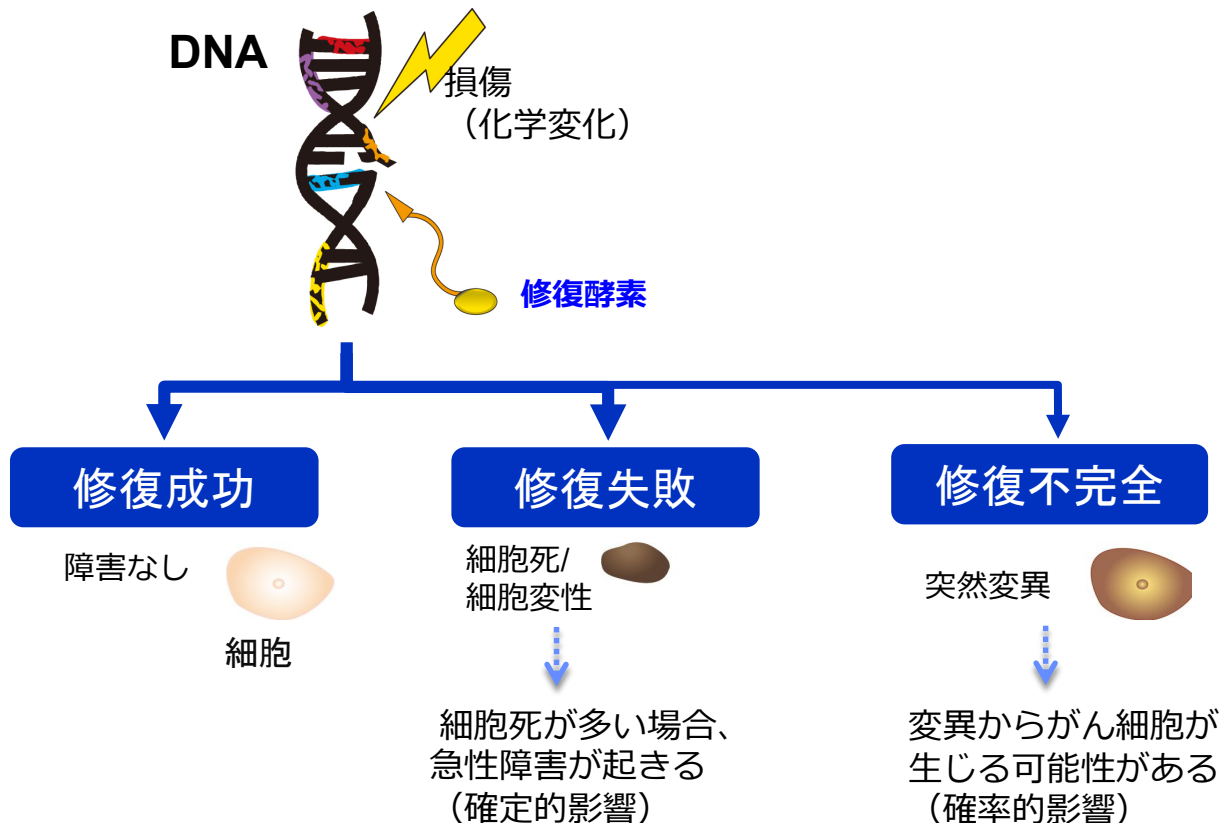 DNA
損傷
（化学変化）
修復酵素
修復成功
障害なし
細胞
修復失敗
細胞死/
細胞変性
細胞死が多い場合、
急性障害が起きる
（確定的影響）
修復不完全
突然変異
変異からがん細胞が
生じる可能性がある
（確率的影響）